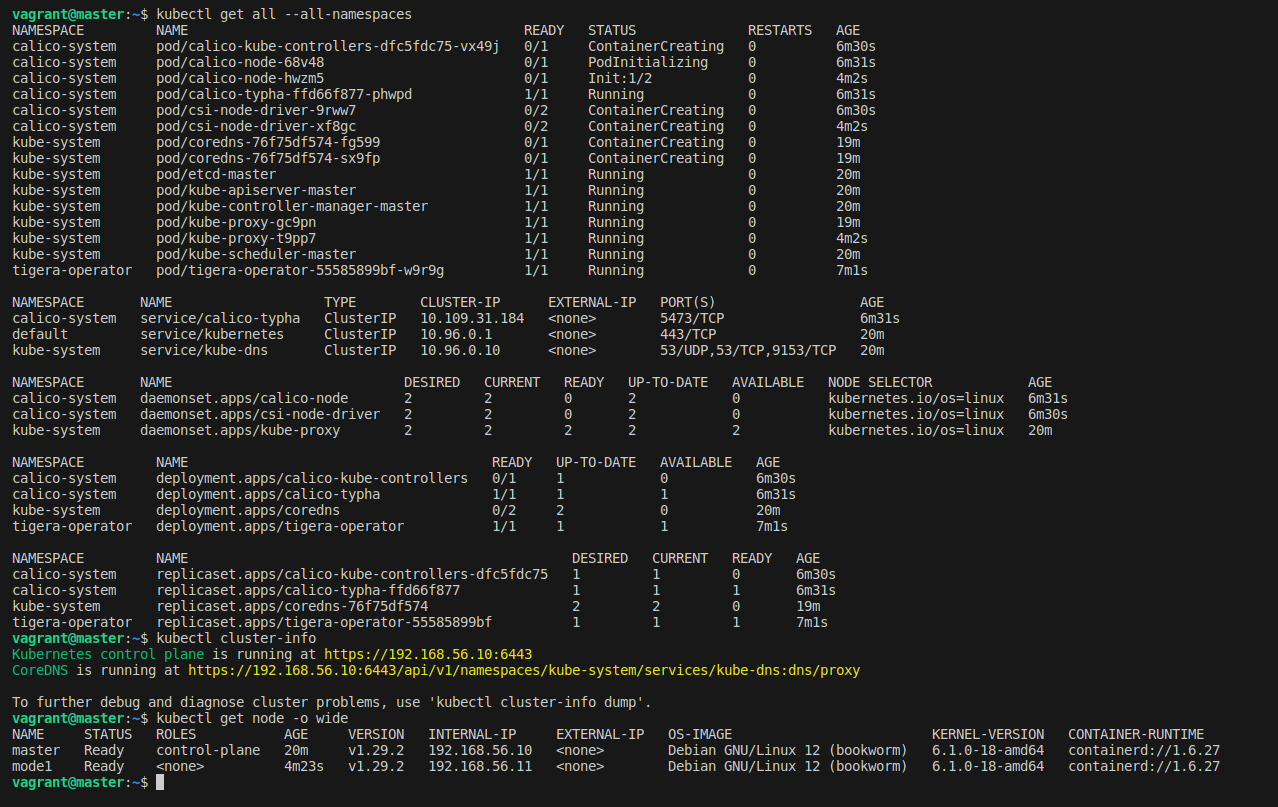 vagrant@master:~$ kubectl get all --all-namespaces
NAMESPACE         NAME                                          READY   STATUS              RESTARTS   AGE
calico-system     pod/calico-kube-controllers-dfc5fdc75-vx49j   0/1     ContainerCreating   0          6m30s
calico-system     pod/calico-node-68v48                         0/1     PodInitializing     0          6m31s
calico-system     pod/calico-node-hwzm5                         0/1     Init:1/2            0          4m2s
calico-system     pod/calico-typha-ffd66f877-phwpd              1/1     Running             0          6m31s
calico-system     pod/csi-node-driver-9rww7                     0/2     ContainerCreating   0          6m30s
calico-system     pod/csi-node-driver-xf8gc                     0/2     ContainerCreating   0          4m2s
kube-system       pod/coredns-76f75df574-fg599                  0/1     ContainerCreating   0          19m
kube-system       pod/coredns-76f75df574-sx9fp                  0/1     ContainerCreating   0          19m
kube-system       pod/etcd-master                               1/1     Running             0          20m
kube-system       pod/kube-apiserver-master                     1/1     Running             0          20m
kube-system       pod/kube-controller-manager-master            1/1     Running             0          20m
kube-system       pod/kube-proxy-gc9pn                          1/1     Running             0          19m
kube-system       pod/kube-proxy-t9pp7                          1/1     Running             0          4m2s
kube-system       pod/kube-scheduler-master                     1/1     Running             0          20m
tigera-operator   pod/tigera-operator-55585899bf-w9r9g          1/1     Running             0          7m1s

NAMESPACE       NAME                   TYPE        CLUSTER-IP      EXTERNAL-IP   PORT(S)                  AGE
calico-system   service/calico-typha   ClusterIP   10.109.31.184   <none>        5473/TCP                 6m31s
default         service/kubernetes     ClusterIP   10.96.0.1       <none>        443/TCP                  20m
kube-system     service/kube-dns       ClusterIP   10.96.0.10      <none>        53/UDP,53/TCP,9153/TCP   20m

NAMESPACE       NAME                             DESIRED   CURRENT   READY   UP-TO-DATE   AVAILABLE   NODE SELECTOR            AGE
calico-system   daemonset.apps/calico-node       2         2         0       2            0           kubernetes.io/os=linux   6m31s
calico-system   daemonset.apps/csi-node-driver   2         2         0       2            0           kubernetes.io/os=linux   6m30s
kube-system     daemonset.apps/kube-proxy        2         2         2       2            2           kubernetes.io/os=linux   20m

NAMESPACE         NAME                                      READY   UP-TO-DATE   AVAILABLE   AGE
calico-system     deployment.apps/calico-kube-controllers   0/1     1            0           6m30s
calico-system     deployment.apps/calico-typha              1/1     1            1           6m31s
kube-system       deployment.apps/coredns                   0/2     2            0           20m
tigera-operator   deployment.apps/tigera-operator           1/1     1            1           7m1s

NAMESPACE         NAME                                                DESIRED   CURRENT   READY   AGE
calico-system     replicaset.apps/calico-kube-controllers-dfc5fdc75   1         1         0       6m30s
calico-system     replicaset.apps/calico-typha-ffd66f877              1         1         1       6m31s
kube-system       replicaset.apps/coredns-76f75df574                  2         2         0       19m
tigera-operator   replicaset.apps/tigera-operator-55585899bf          1         1         1       7m1s
vagrant@master:~$ kubectl cluster-info
Kubernetes control plane is running at https://192.168.56.10:6443
CoreDNS is running at https://192.168.56.10:6443/api/v1/namespaces/kube-system/services/kube-dns:dns/proxy

To further debug and diagnose cluster problems, use 'kubectl cluster-info dump'.
vagrant@master:~$ kubectl get node -o wide
NAME     STATUS   ROLES           AGE     VERSION   INTERNAL-IP     EXTERNAL-IP   OS-IMAGE                         KERNEL-VERSION   CONTAINER-RUNTIME
master   Ready    control-plane   20m     v1.29.2   192.168.56.10   <none>        Debian GNU/Linux 12 (bookworm)   6.1.0-18-amd64   containerd://1.6.27
mode1    Ready    <none>          4m23s   v1.29.2   192.168.56.11   <none>        Debian GNU/Linux 12 (bookworm)   6.1.0-18-amd64   containerd://1.6.27
vagrant@master:~$